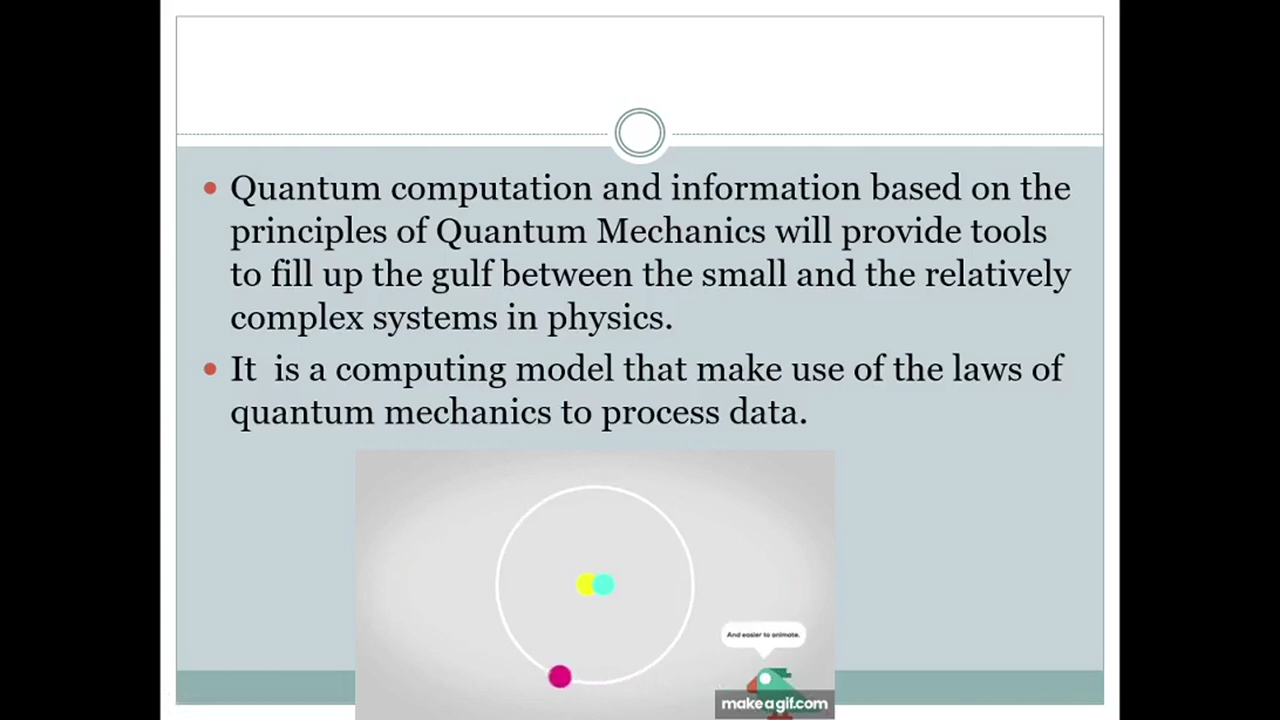 Quantum computation and information based on the
principles of Quantum Mechanics will provide tools
to fill up the gulf between the small and the relatively
complex systems in physics.
It is a computing model that make use of the laws of
quantum mechanics to process data.
And easier to animate.
makeagif.com